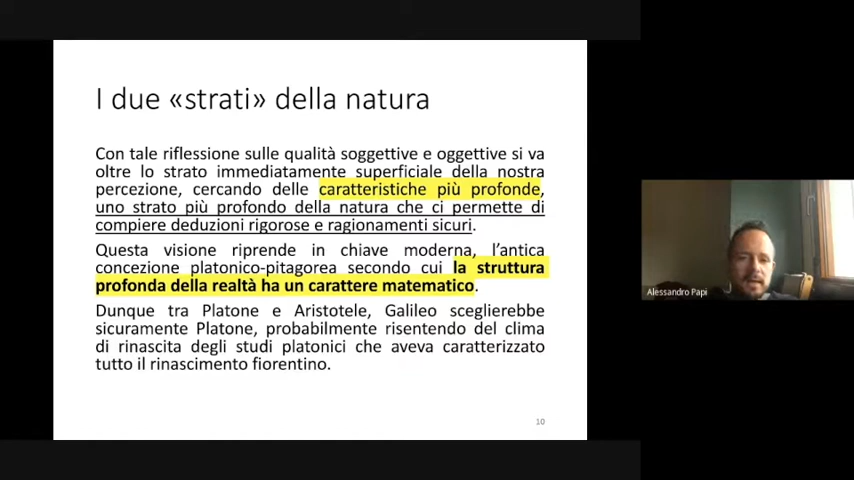 I due «strati» della natura
Con tale riflessione sulle qualità soggettive e oggettive si va
oltre lo strato immediatamente superficiale della nostra
percezione, cercando delle caratteristiche più profonde,
uno strato più profondo della natura che ci permette di
compiere deduzioni rigorose e ragionamenti sicuri.
Questa visione riprende in chiave moderna, l’antica
concezione platonico-pitagorea secondo cui la struttura
profonda della realtà ha un carattere matematico.
Dunque tra Platone e Aristotele, Galileo sceglierebbe
sicuramente Platone, probabilmente risentendo del clima
di rinascita degli studi platonici che aveva caratterizzato
tutto il rinascimento fiorentino.
10
Alessandro Papi